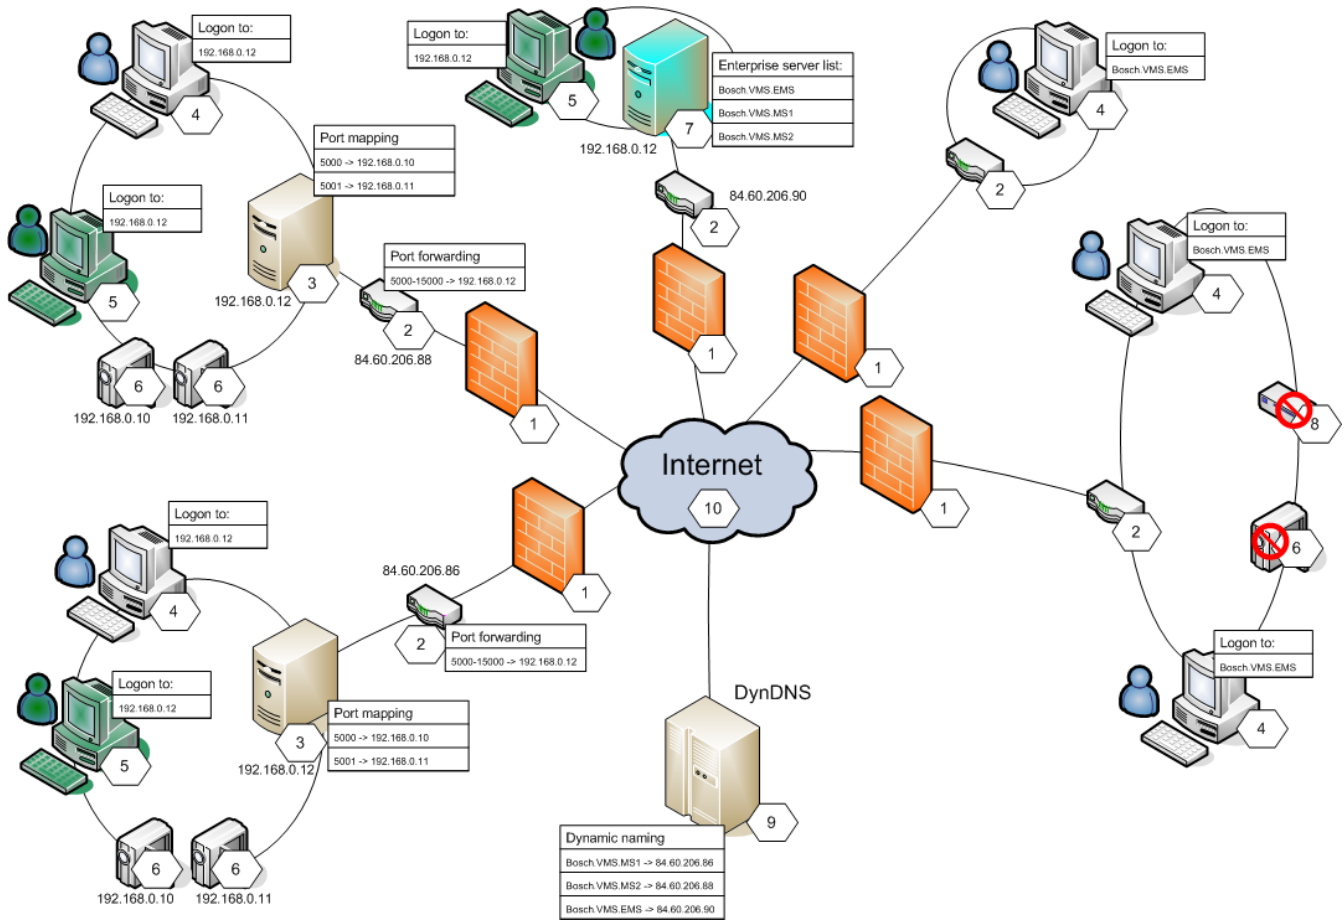 Logon to:
192.168.0.12
4
Port mapping
5000 -> 192.168.0.10
5001 -> 192.168.0.11
Logon to:
192.168.0.12
5
3
192.168.0.12
Port forwarding
5000-15000 -> 192.168.0.12
2
84.60.206.88
1
6
192.168.0.10
6
192.168.0.11
Logon to:
192.168.0.12
5
7
192.168.0.12
Enterprise server list:
Bosch.VMS.EMS
Bosch.VMS.MS1
Bosch.VMS.MS2
84.60.206.90
2
1
Logon to:
Bosch.VMS.EMS
4
2
1
Logon to:
Bosch.VMS.EMS
4
8
6
2
1
Logon to:
Bosch.VMS.EMS
4
Internet
10
Logon to:
192.168.0.12
4
84.60.206.86
1
2
Port forwarding
5000-15000 -> 192.168.0.12
Logon to:
192.168.0.12
5
3
192.168.0.12
Port mapping
5000 -> 192.168.0.10
5001 -> 192.168.0.11
6
192.168.0.10
6
192.168.0.11
DynDNS
9
Dynamic naming
Bosch.VMS.MS1 -> 84.60.206.86
Bosch.VMS.MS2 -> 84.60.206.88
Bosch.VMS.EMS -> 84.60.206.90